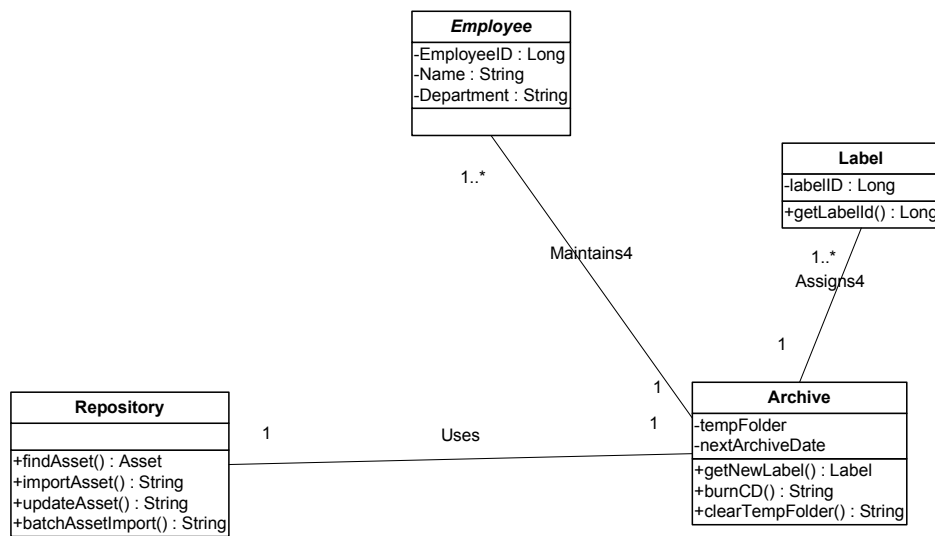 Employee
-EmployeeID : Long
-Name : String
-Department : String
1..*
Label
-labelID : Long
+getLabelId() : Long
Maintains4
1..*
Assigns4
1
1
Archive
-tempFolder
-nextArchiveDate
+getNewLabel() : Label
+burnCD() : String
+clearTempFolder() : String
Repository
+findAsset() : Asset
+importAsset() : String
+updateAsset() : String
+batchAssetImport() : String
1
Uses
1